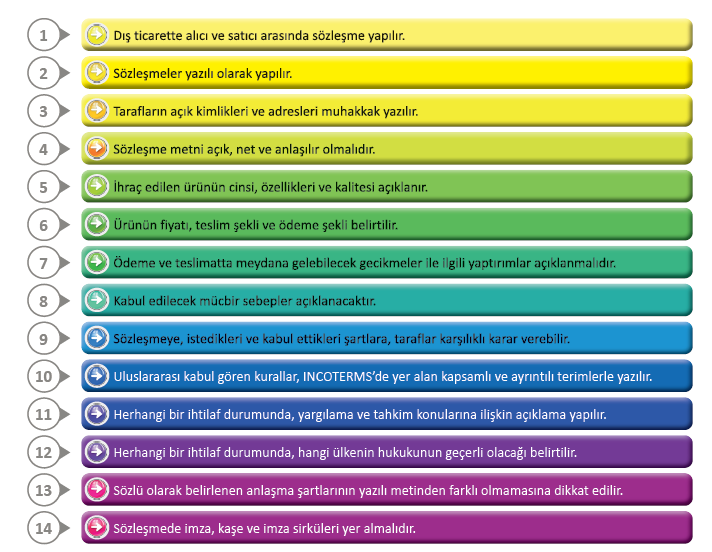 1 Dış ticarette alıcı ve satıcı arasında sözleşme yapılır.
2 Sözleşmeler yazılı olarak yapılır.
3 Tarafların açık kimlikleri ve adresleri muhakkak yazılır.
4 Sözleşme metni açık, net ve anlaşılır olmalıdır.
5 İhraç edilen ürünün cinsi, özellikleri ve kalitesi açıklanır.
6 Ürünün fiyatı, teslim şekli ve ödeme şekli belirtilir.
7 Ödeme ve teslimatta meydana gelebilecek gecikmeler ile ilgili yaptırımlar açıklanmalıdır.
8 Kabul edilecek mücbir sebepler açıklanacaktır.
9 Sözleşmeye, istedikleri ve kabul ettikleri şartlara, taraflar karşılıklı karar verebilir.
10 Uluslararası kabul gören kurallar, INCOTERMS’de yer alan kapsamlı ve ayrıntılı terimlerle yazılır.
11 Herhangi bir ihtilaf durumunda, yargılama ve tahkim konularına ilişkin açıklama yapılır.
12 Herhangi bir ihtilaf durumunda, hangi ülkenin hukukunun geçerli olacağı belirtilir.
13 Sözlü olarak belirlenen anlaşma şartlarının yazılı metinden farklı olmamasına dikkat edilir.
14 Sözleşmede imza, kaşe ve imza sirküleri yer almalıdır.